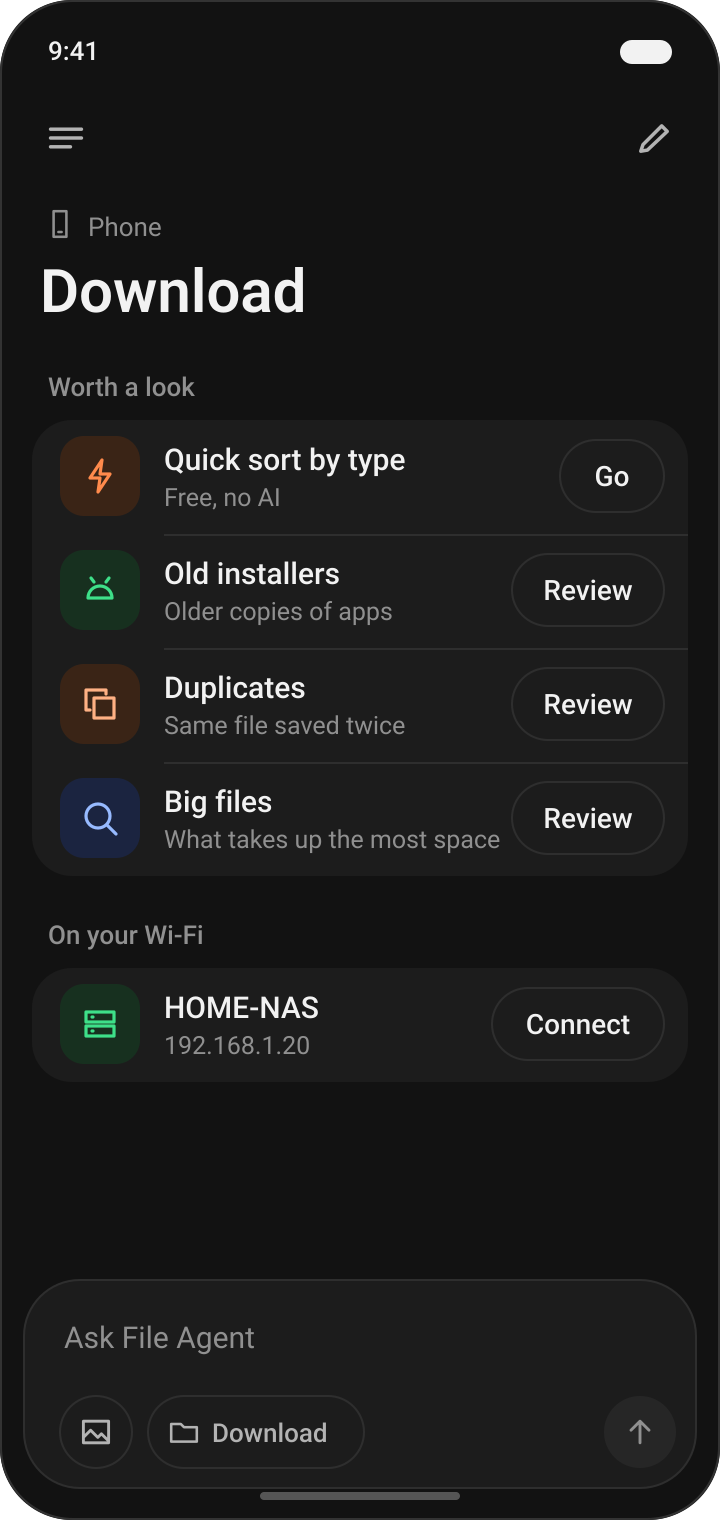 9:41
Phone
Download
Worth a look
Quick sort by type
Free, no AI
Go
Old installers
Older copies of apps
Review
Duplicates
Same file saved twice
Review
Big files
What takes up the most space
Review
On your Wi-Fi
HOME-NAS
192.168.1.20
Connect
Ask File Agent
Download